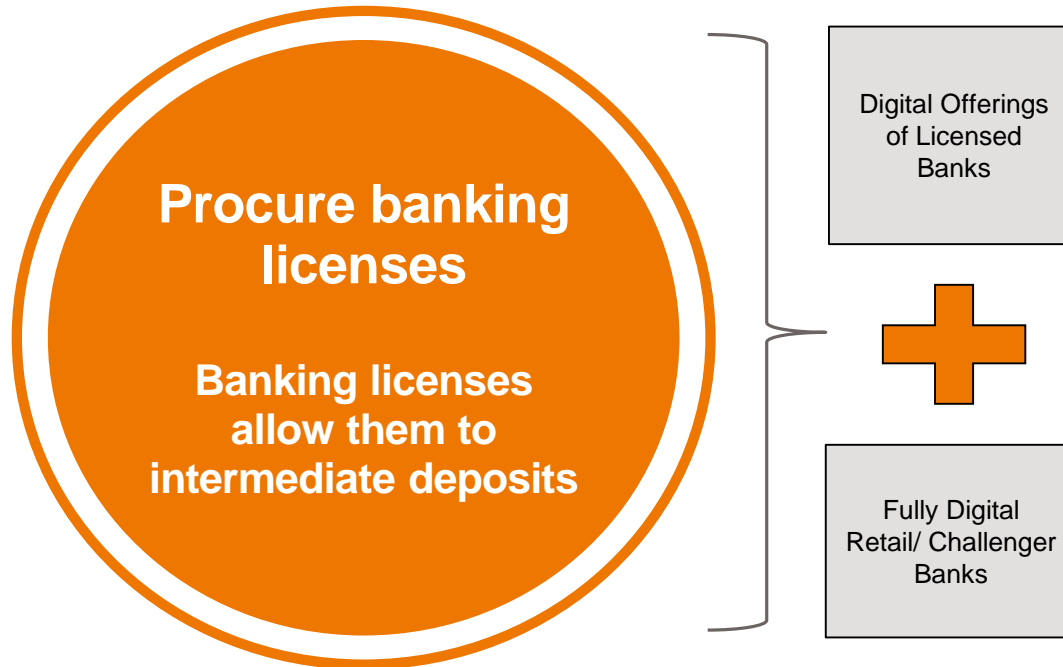 Procure banking
licenses
Banking licenses
allow them to
intermediate deposits
Digital Offerings
of Licensed
Banks
Fully Digital
Retail/ Challenger
Banks